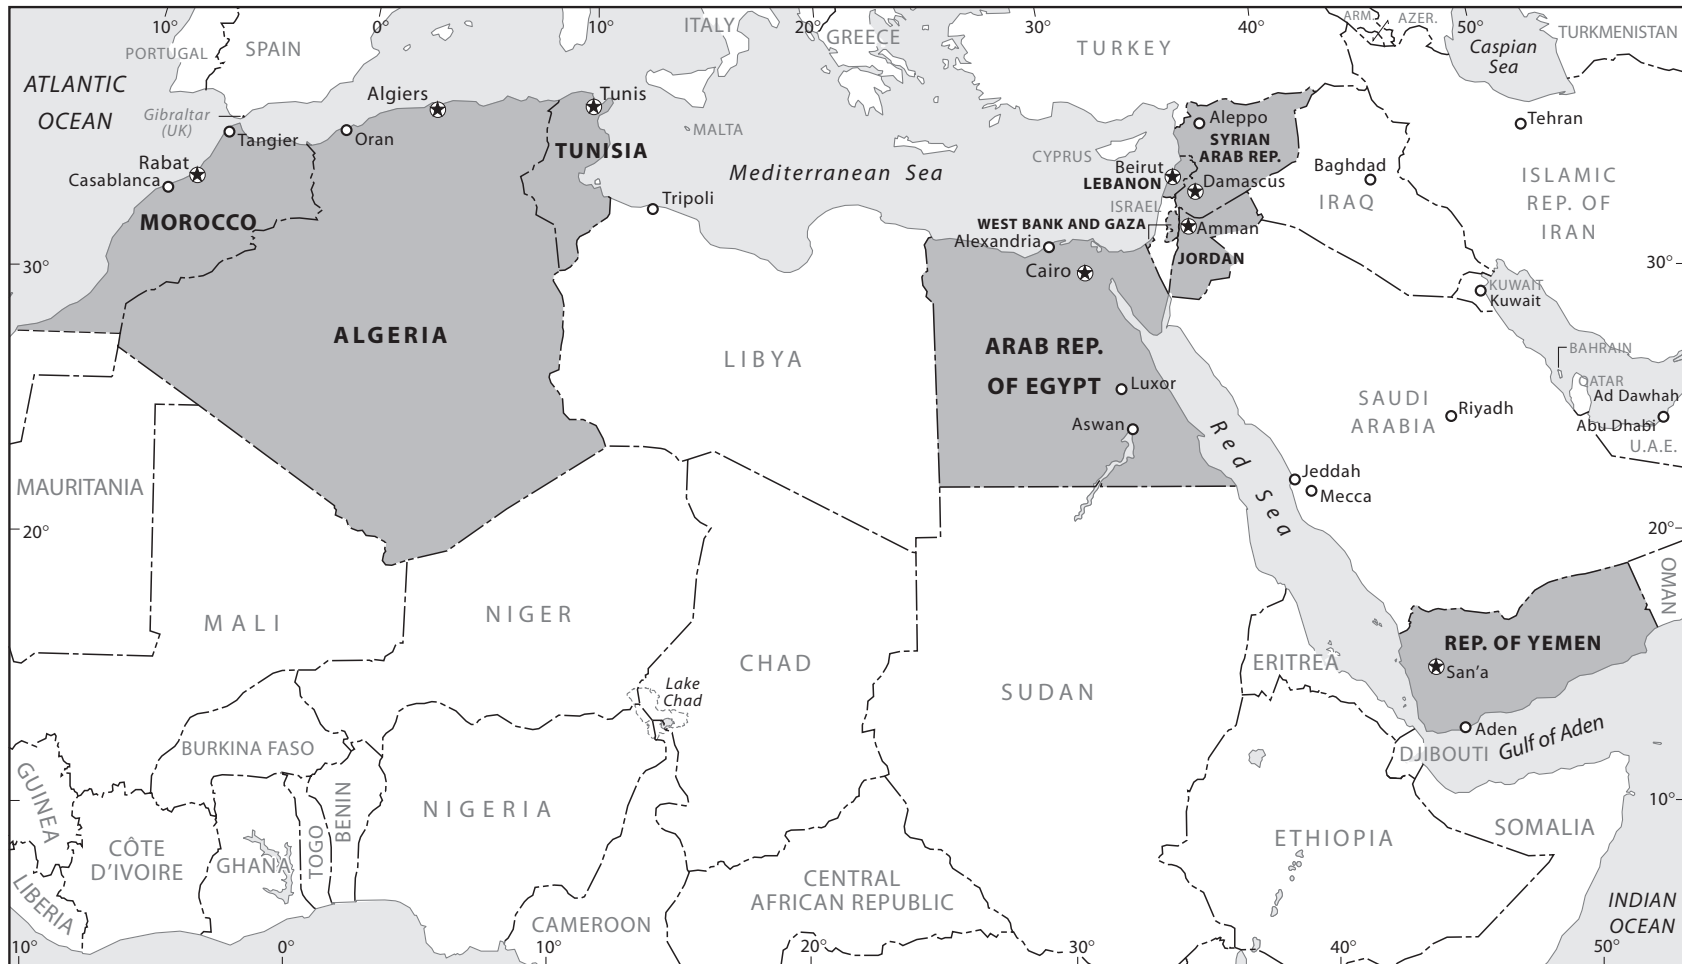 10°
0°
10°
20°
30°
40°
50°
ARM.
AZER.
ITALY
GREECE
TURKEY
TURKMENISTAN
PORTUGAL
SPAIN
Caspian
Sea
ATLANTIC
OCEAN
Algiers
Tunis
Gibraltar
(UK)
MALTA
Aleppo
Tehran
Tangier
Oran
TUNISIA
SYRIAN
ARAB REP.
CYPRUS
Rabat
Casablanca
Mediterranean Sea
Beirut
LEBANON
Damascus
Baghdad
ISLAMIC
REP. OF
IRAN
Tripoli
ISRAEL
IRAQ
MOROCCO
WEST BANK AND GAZA
Amman
Alexandria
JORDAN
30°
Cairo
30°
KUWAIT
Kuwait
ALGERIA
LIBYA
ARAB REP.
OF EGYPT
BAHRAIN
QATAR
Luxor
SAUDI
ARABIA
Riyadh
Ad Dawhah
Abu Dhabi
U.A.E.
Aswan
Red Sea
Jeddah
Mecca
MAURITANIA
20°
20°
OMAN
MALI
NIGER
CHAD
SUDAN
ERITREA
REP. OF YEMEN
San’a
Lake
Chad
Aden
Gulf of Aden
DJIBOUTI
BURKINA FASO
GUINEA
BENIN
NIGERIA
10°
TOGO
GHANA
CÔTE
D’IVOIRE
ETHIOPIA
SOMALIA
LIBERIA
CENTRAL
AFRICAN REPUBLIC
CAMEROON
INDIAN
OCEAN
10°
0°
10°
20°
30°
40°
50°